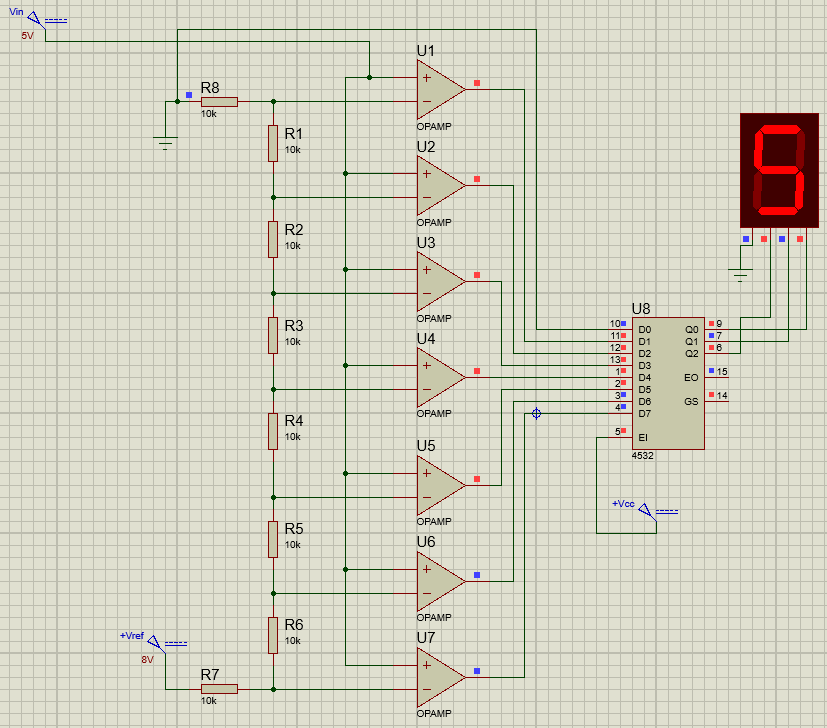 Vin
5V
U1
OPAMP
R8
10k
R1
10k
U2
OPAMP
R2
10k
U3
OPAMP
R3
10k
U4
OPAMP
R4
10k
U5
OPAMP
R5
10k
U6
OPAMP
R6
10k
U7
OPAMP
+Vref
8V
R7
10k
5
U8
10 D0 Q0 9
11 D1 Q1 7
12 D2 Q2 6
13 D3
1 D4 EO 15
2 D5
3 D6 GS 14
4 D7
5 EI
4532
+Vcc